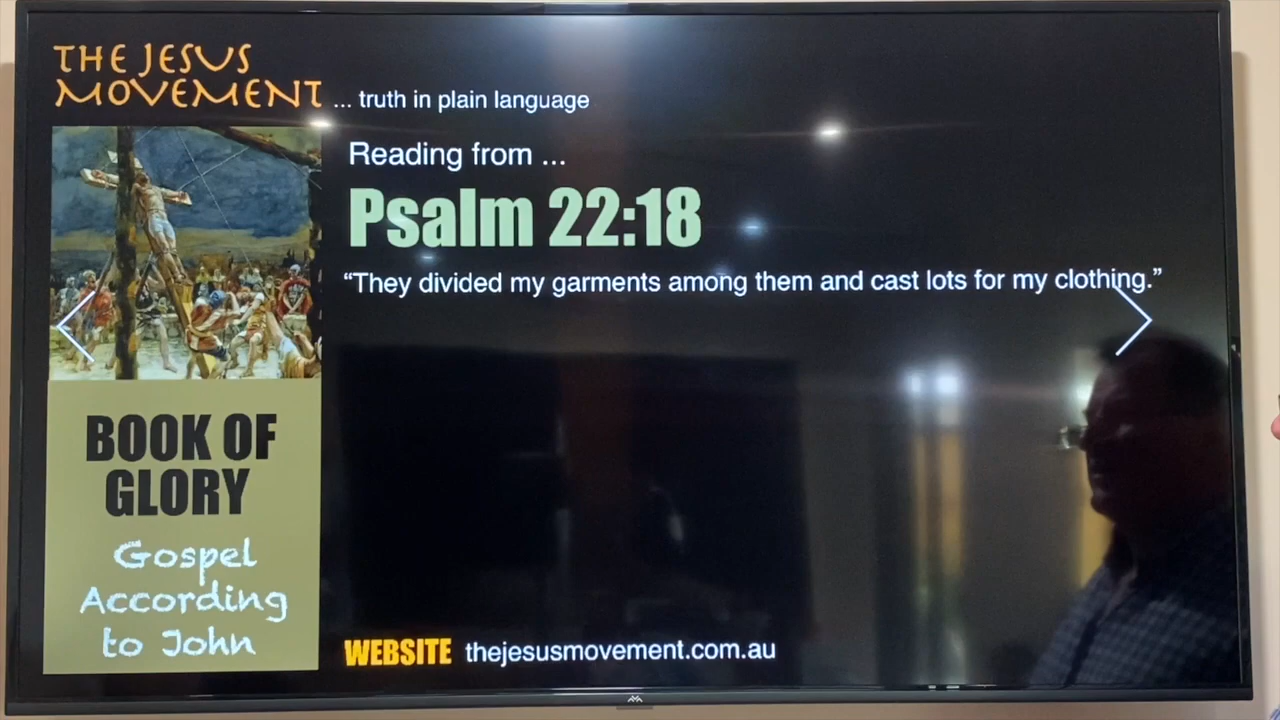 THE JESUS
MOVEMENT ... truth in plain language
Reading from ...
Psalm 22:18
“They divided my garments among them and cast lots for my clothing.”
BOOK OF
GLORY
Gospel
According
to John
WEBSITE thejesusmovement.com.au